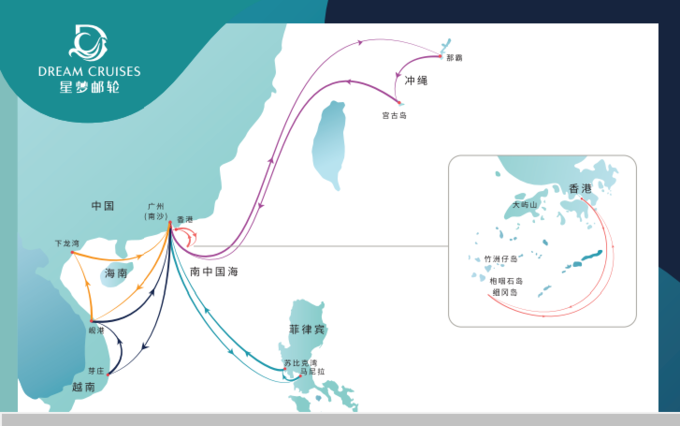 DREAM CRUISES
星梦邮轮
那霸
冲绳
宫古岛
中国
广州
(南沙)
香港
下龙湾
海南
南中国海
岘港
芽庄
越南
菲律宾
苏比克湾
马尼拉
香港
大屿山
竹洲仔岛
枹咽石岛
细冈岛